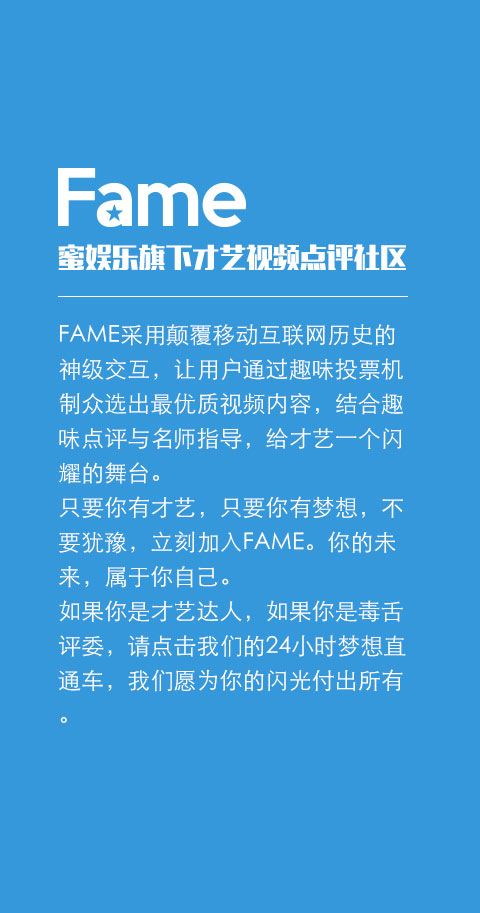 Fame
蜜娱乐旗下才艺视频点评社区
FAME采用颠覆移动互联网历史的
神级交互，让用户通过趣味投票机
制众选出最优质视频内容，结合趣
味点评与名师指导，给才艺一个闪
耀的舞台。
只要你有才艺，只要你有梦想，不
要犹豫，立刻加入FAME。你的未
来，属于你自己。
如果你是才艺达人，如果你是毒舌
评委，请点击我们的24小时梦想直
通车，我们愿为你的闪光付出所有
。